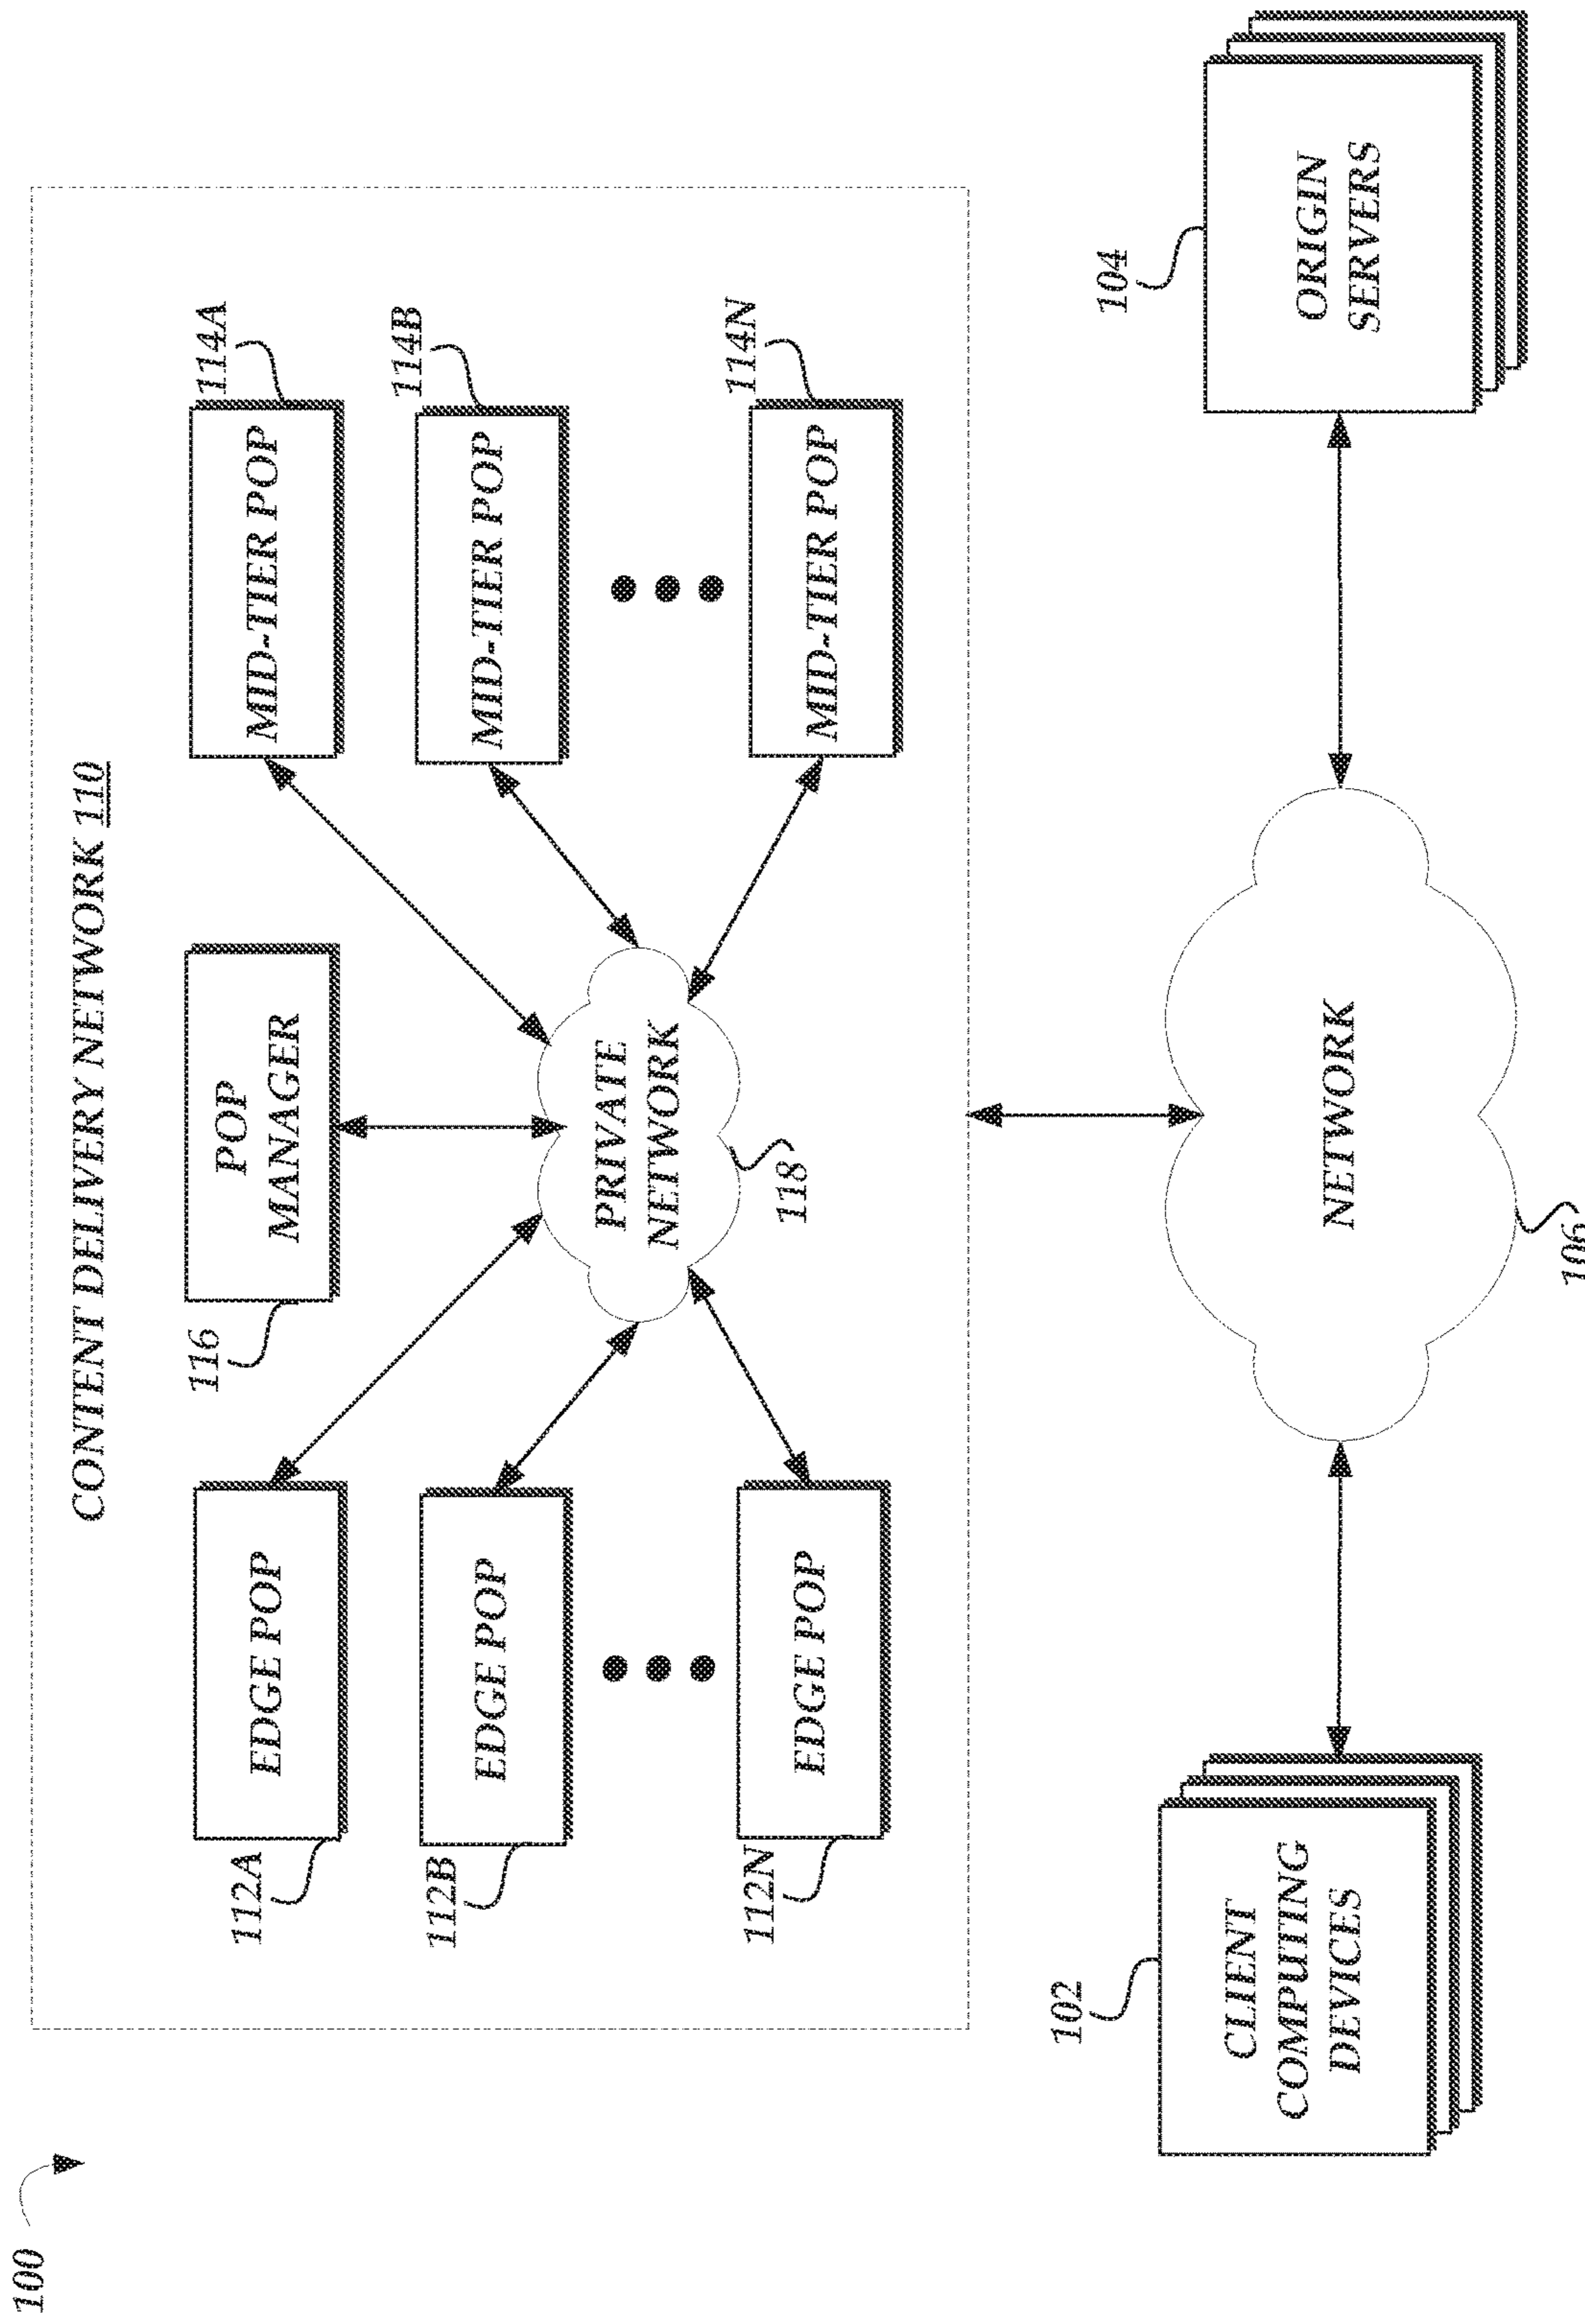 100
CONTENT DELIVERY NETWORK 110
112A
EDGE POP
116
POP
MANAGER
114A
MID-TIER POP
112B
EDGE POP
114B
MID-TIER POP
PRIVATE
NETWORK
118
112N
EDGE POP
114N
MID-TIER POP
102
CLIENT
COMPUTING
DEVICES
NETWORK
106
104
ORIGIN
SERVERS